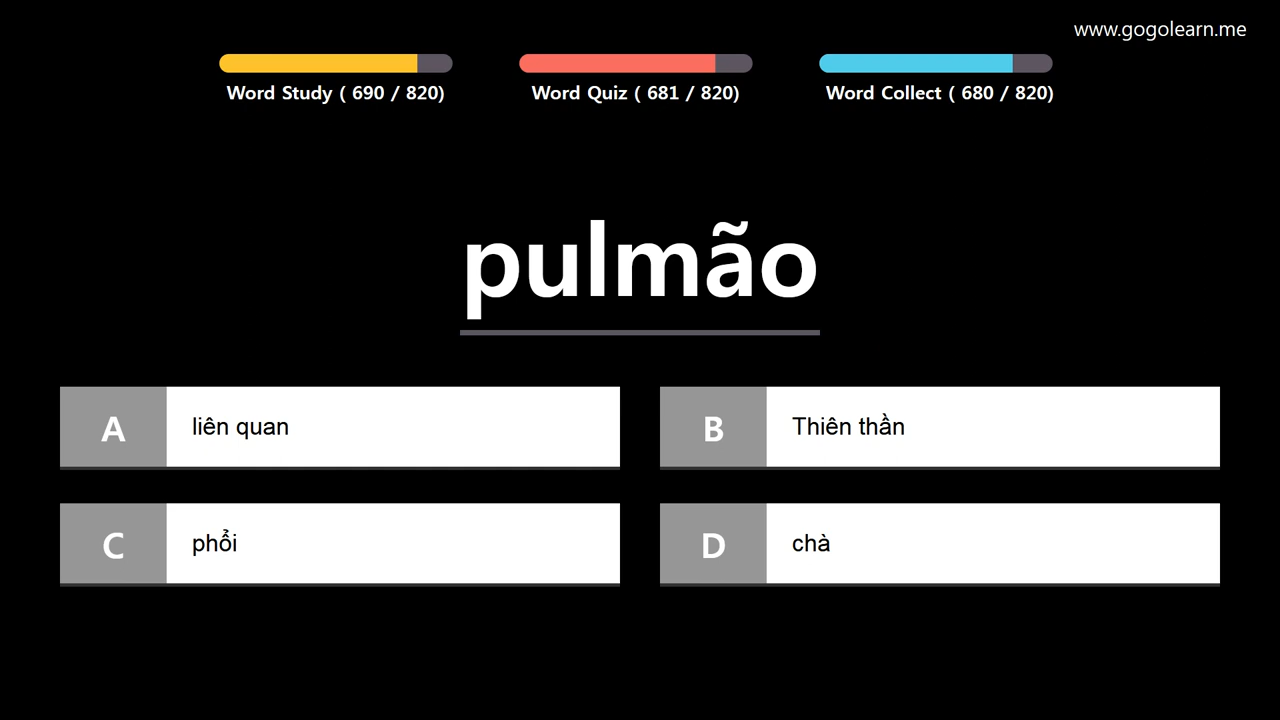 www.gogolearn.me
Word Study ( 690 / 820)
Word Quiz ( 681 / 820)
Word Collect ( 680 / 820)
pulmão
A liên quan
B Thiên thần
C phổi
D chà